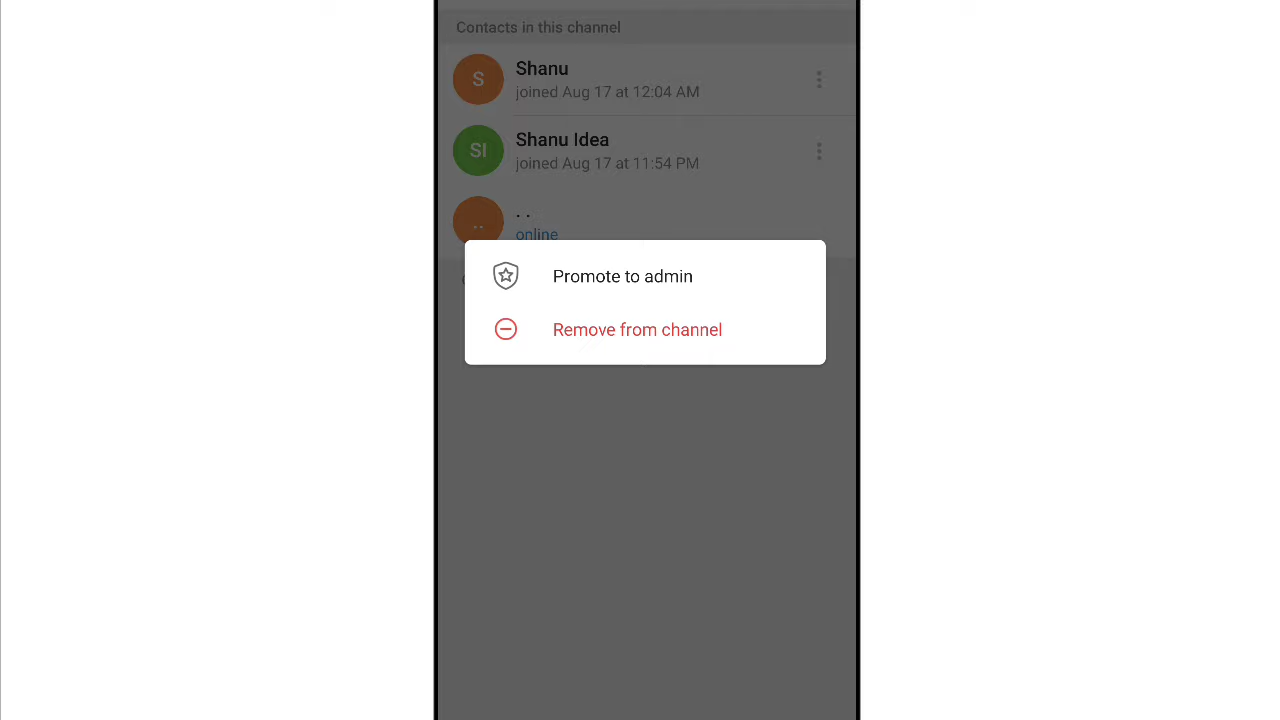 Contacts in this channel
S
Shanu
joined Aug 17 at 12:04 AM
SI
Shanu Idea
joined Aug 17 at 11:54 PM
..
. .
online
Promote to admin
Remove from channel